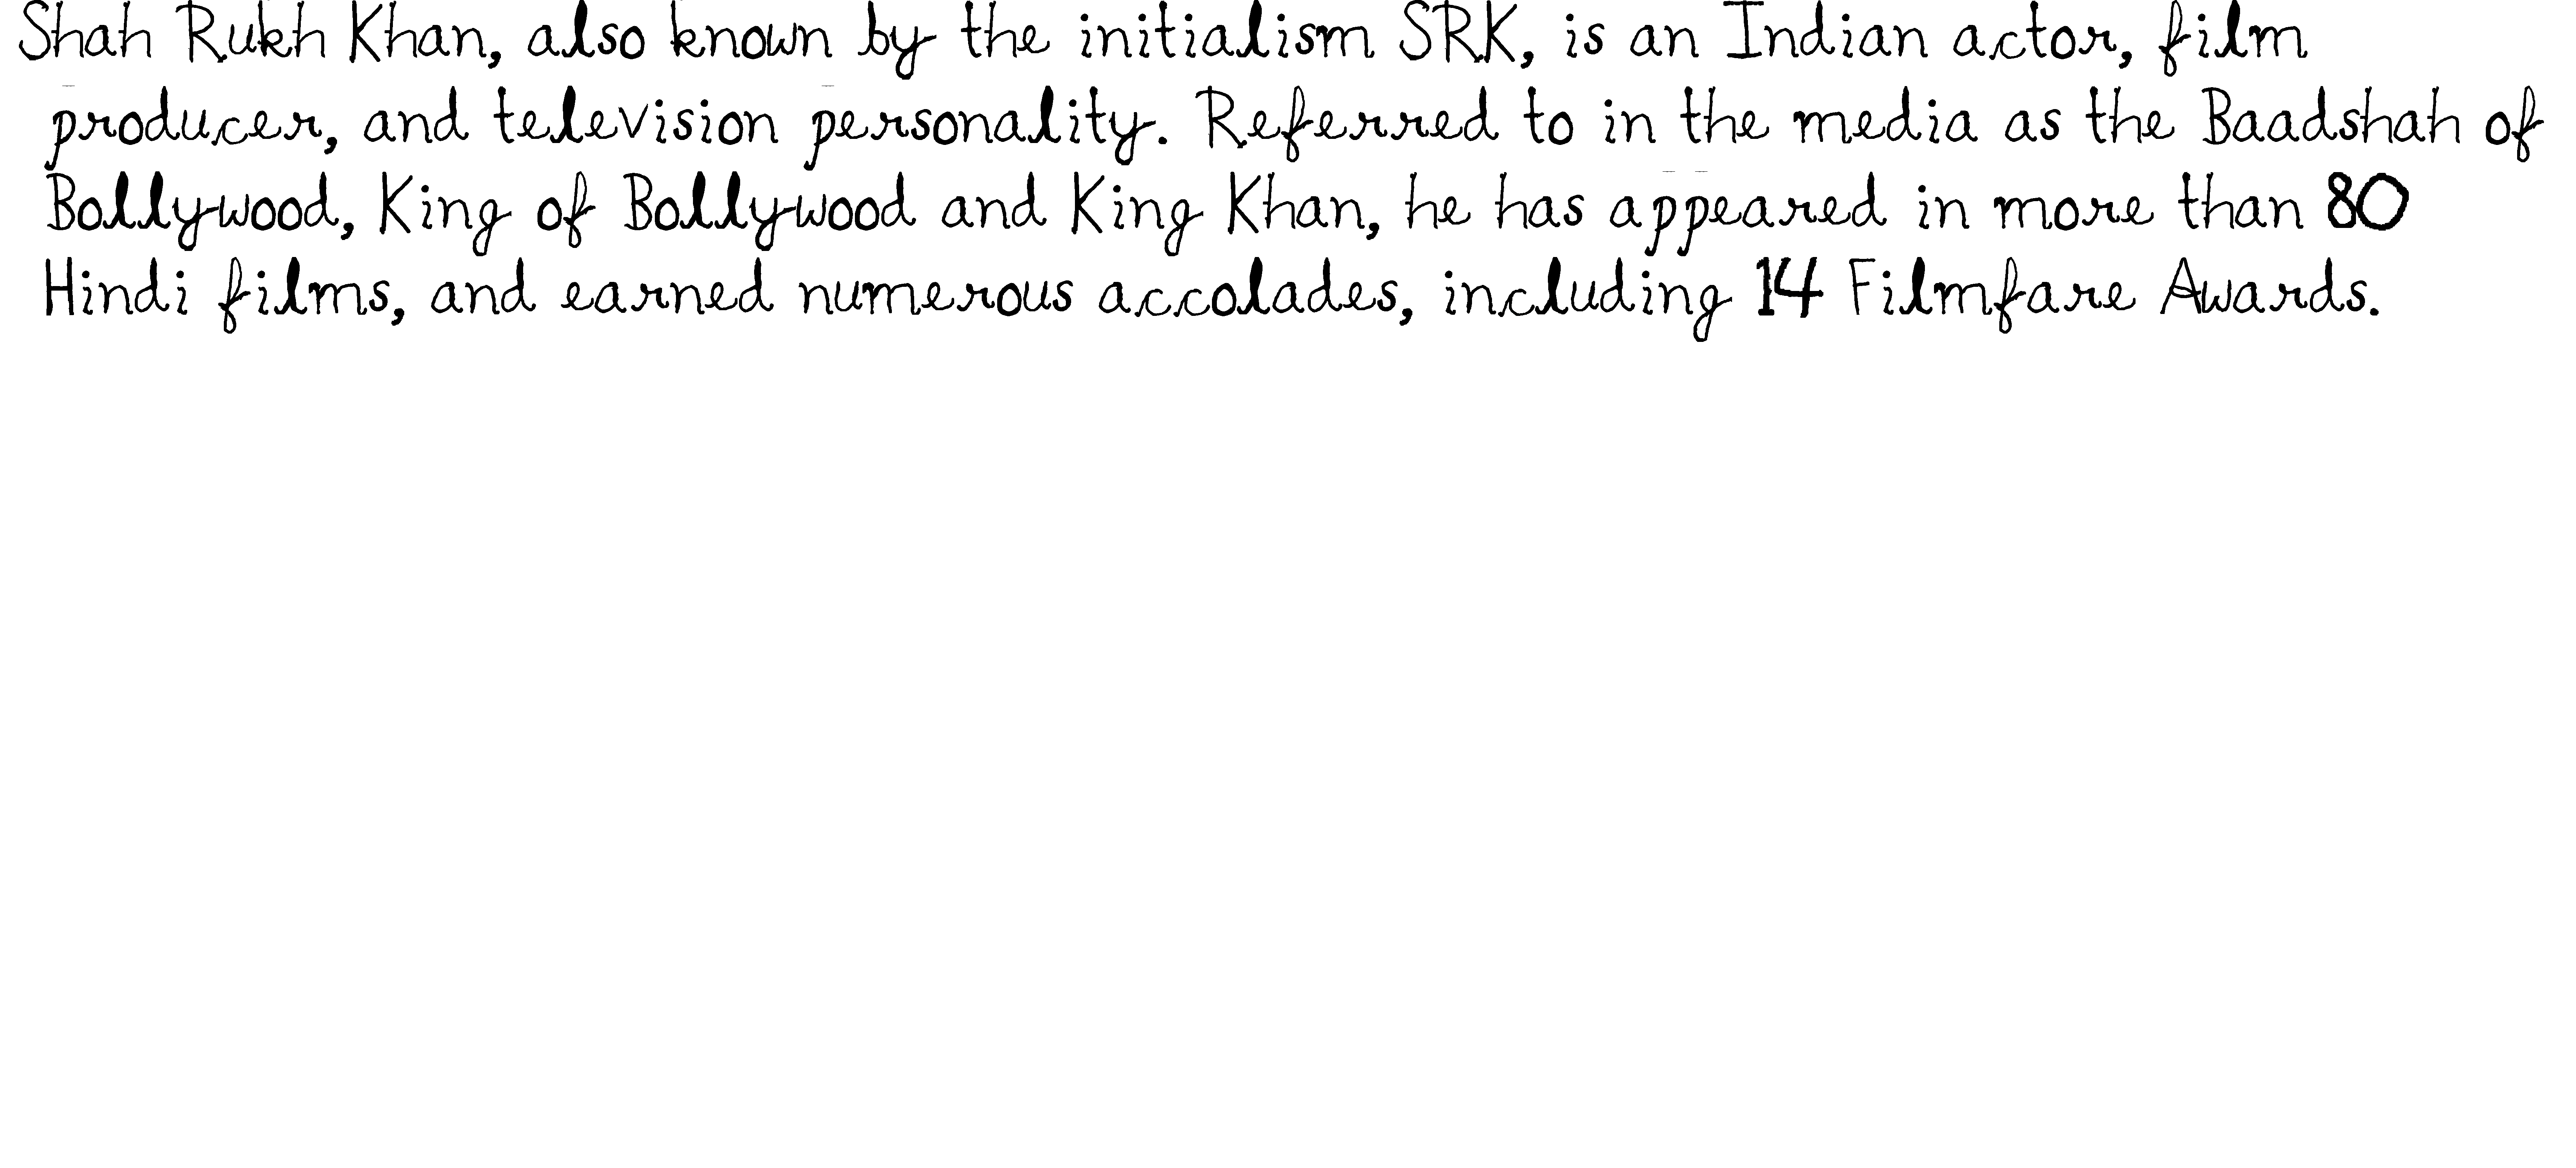 Shah Rukh Khan, also known by the initialism SRK, is an Indian actor, film
producer, and television personality. Referred to in the media as the Baadshah of
Bollywood, King of Bollywood and King Khan, he has appeared in more than 80
Hindi films, and earned numerous accolades, including 14 Filmfare Awards.